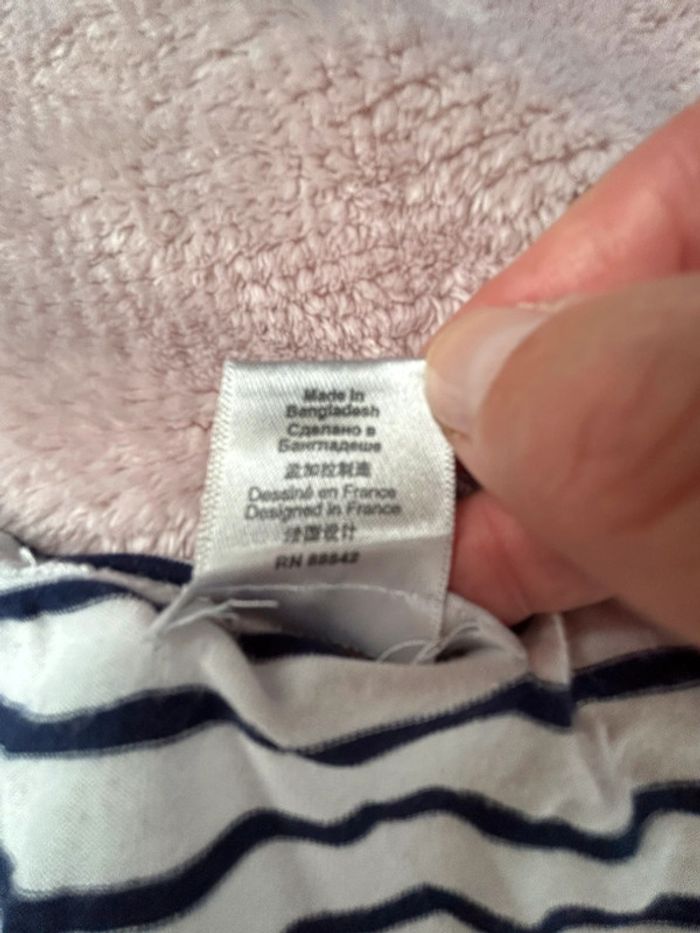 Made in
Bangladesh
Сделано в
Бангладеше
孟加拉制造
Dessiné en France
Designed in France
法国设计
RN 88842